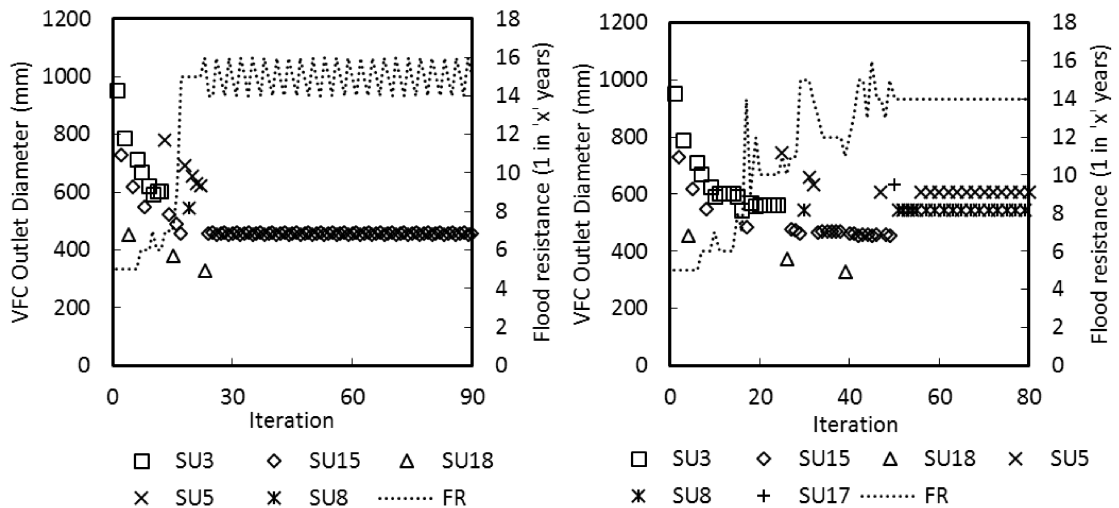 VFC Outlet Diameter (mm)
1200
1000
800
600
400
200
0
18
16
14
12
10
8
6
4
2
0
Flood resistance (1 in 'x' years)
0 30 60 90
Iteration
SU3 SU15 SU18
SU5 SU8 FR
VFC Outlet Diameter (mm)
1200
1000
800
600
400
200
0
18
16
14
12
10
8
6
4
2
0
Flood resistance (1 in 'x' years)
0 20 40 60 80
Iteration
SU3 SU15 SU18 SU5
SU8 SU17 FR